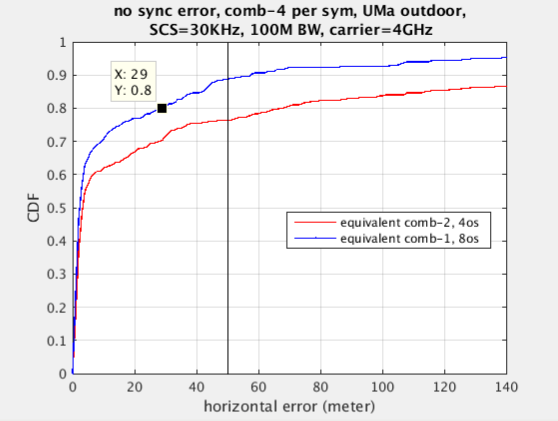 no sync error, comb-4 per sym, UMa outdoor,
SCS=30KHz, 100M BW, carrier=4GHz
1
0.9
0.8
0.7
0.6
0.5
0.4
0.3
0.2
0.1
0
CDF
X: 29
Y: 0.8
equivalent comb-2, 4os
equivalent comb-1, 8os
0 20 40 60 80 100 120 140
horizontal error (meter)